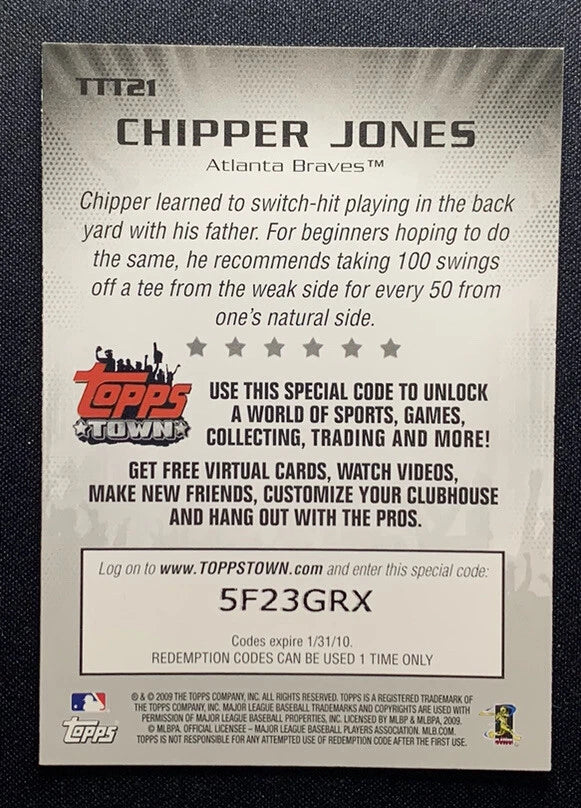 TTT21
CHIPPER JONES
Atlanta Braves™
Chipper learned to switch-hit playing in the back
yard with his father. For beginners hoping to do
the same, he recommends taking 100 swings
off a tee from the weak side for every 50 from
one's natural side.
topps
TOWN
USE THIS SPECIAL CODE TO UNLOCK
A WORLD OF SPORTS, GAMES,
COLLECTING, TRADING AND MORE!
GET FREE VIRTUAL CARDS, WATCH VIDEOS,
MAKE NEW FRIENDS, CUSTOMIZE YOUR CLUBHOUSE
AND HANG OUT WITH THE PROS.
Log on to www.TOPPSTOWN.com and enter this special code:
5F23GRX
Codes expire 1/31/10.
REDEMPTION CODES CAN BE USED 1 TIME ONLY
topps
® & © 2009 THE TOPPS COMPANY, INC. ALL RIGHTS RESERVED. TOPPS IS A REGISTERED TRADEMARK OF
THE TOPPS COMPANY, INC. MAJOR LEAGUE BASEBALL TRADEMARKS AND COPYRIGHTS ARE USED WITH
PERMISSION OF MAJOR LEAGUE BASEBALL PROPERTIES, INC. LICENSED BY MLBP & MLBPA, 2009.
© MLBPA. OFFICIAL LICENSEE – MAJOR LEAGUE BASEBALL PLAYERS ASSOCIATION. MLB.COM.
TOPPS IS NOT RESPONSIBLE FOR ANY ATTEMPTED USE OF REDEMPTION CODE AFTER THE FIRST USE.